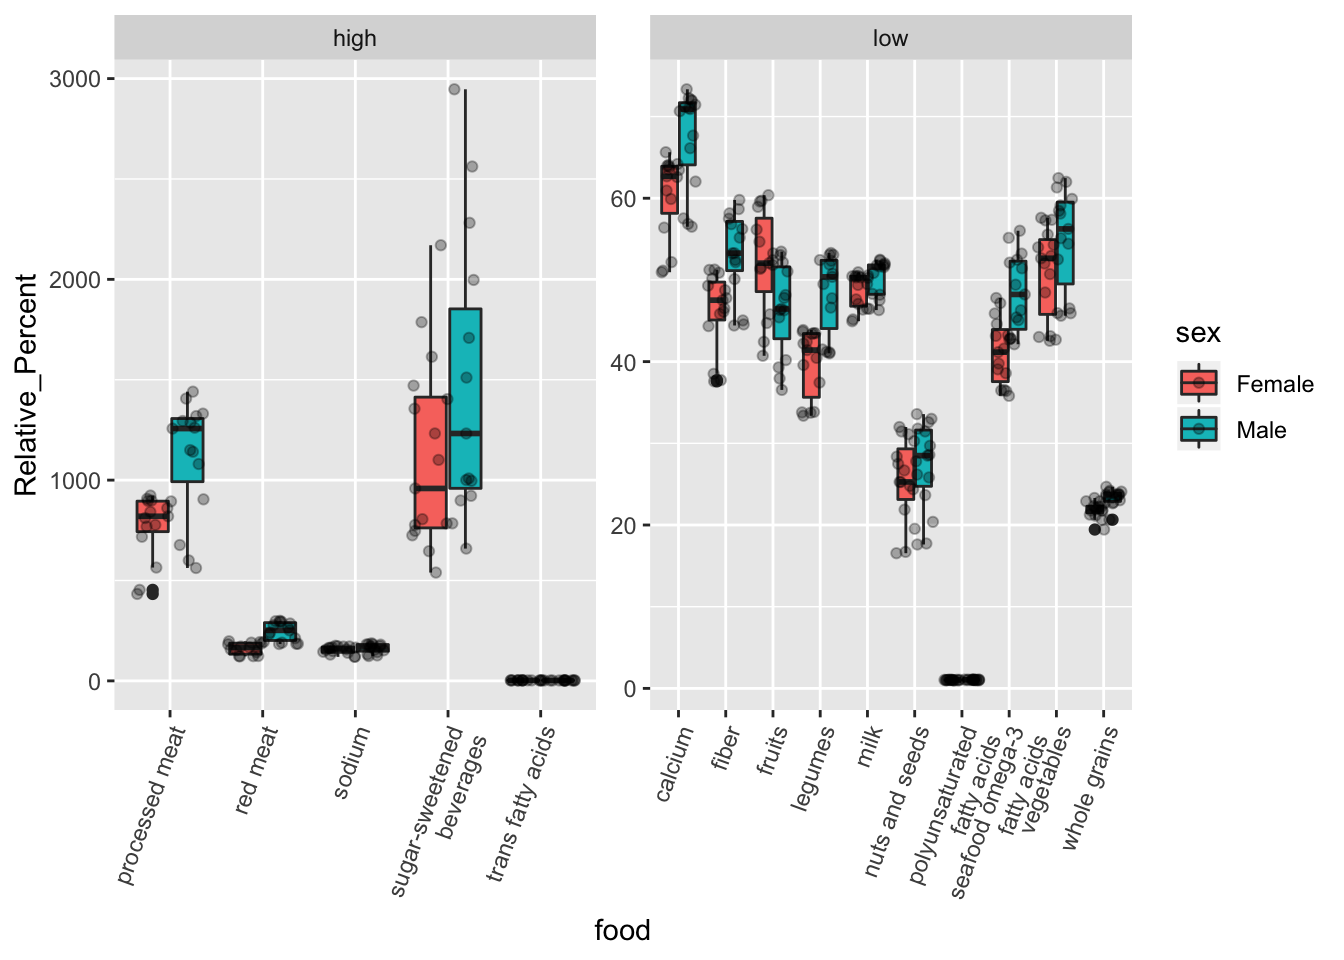 high
low
3000
2000
1000
0
60
40
20
0
Relative_Percent
processed meat
red meat
sodium
sugar-sweetened
beverages
trans fatty acids
calcium
fiber
fruits
legumes
milk
nuts and seeds
polyunsaturated
fatty acids
seafood omega-3
fatty acids
vegetables
whole grains
food
sex
Female
Male